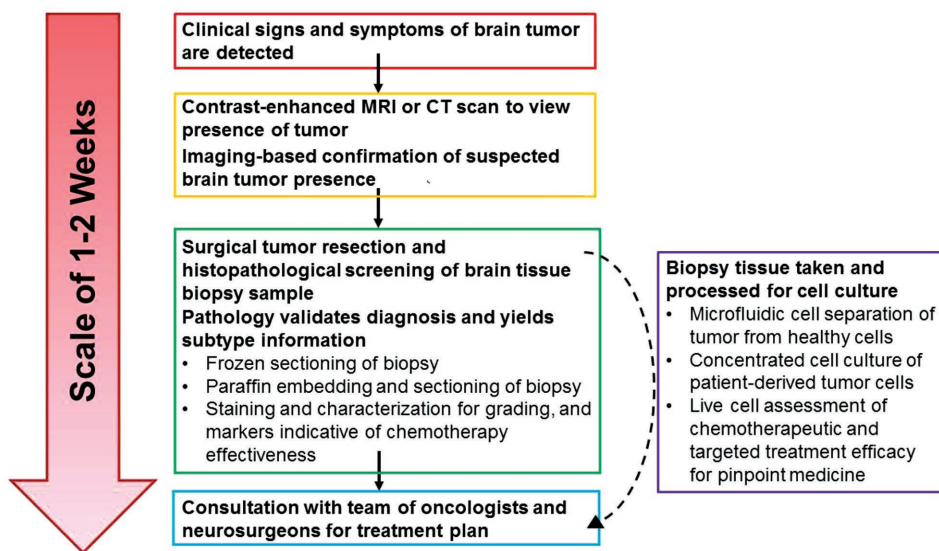 Scale of 1-2 Weeks
Clinical signs and symptoms of brain tumor
are detected
Contrast-enhanced MRI or CT scan to view
presence of tumor
Imaging-based confirmation of suspected
brain tumor presence
Surgical tumor resection and
histopathological screening of brain tissue
biopsy sample
Pathology validates diagnosis and yields
subtype information
• Frozen sectioning of biopsy
• Paraffin embedding and sectioning of biopsy
• Staining and characterization for grading, and
markers indicative of chemotherapy
effectiveness
Biopsy tissue taken and
processed for cell culture
• Microfluidic cell separation of
tumor from healthy cells
• Concentrated cell culture of
patient-derived tumor cells
• Live cell assessment of
chemotherapeutic and
targeted treatment efficacy
for pinpoint medicine
Consultation with team of oncologists and
neurosurgeons for treatment plan